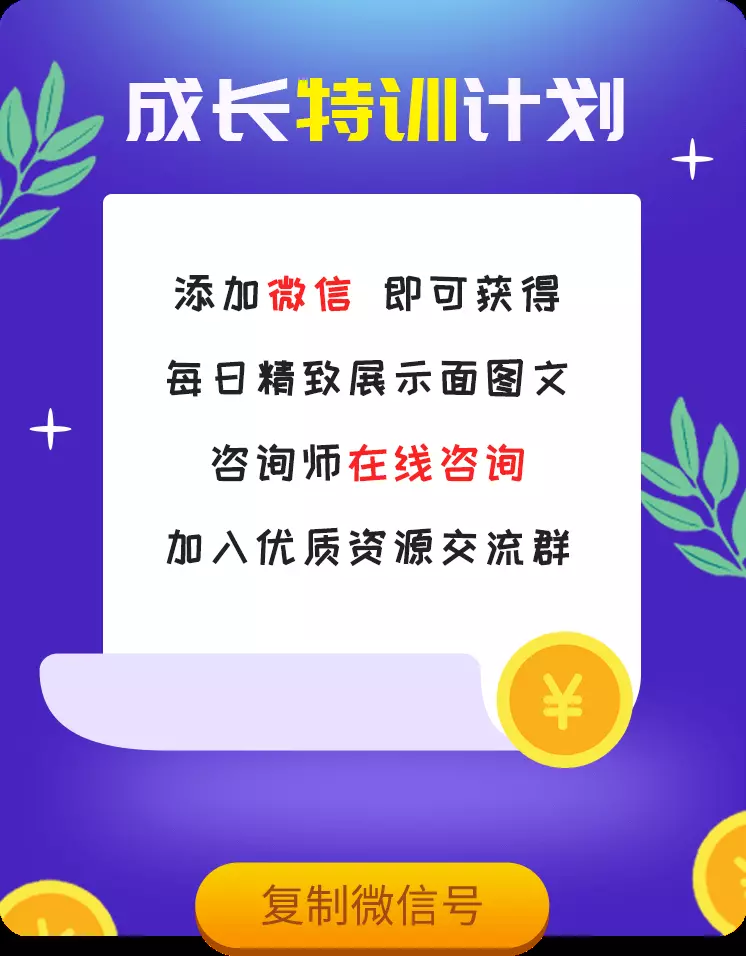 成长特训计划
添加微信 即可获得
每日精致展示面图文
咨询师在线咨询
加入优质资源交流群
¥
复制微信号